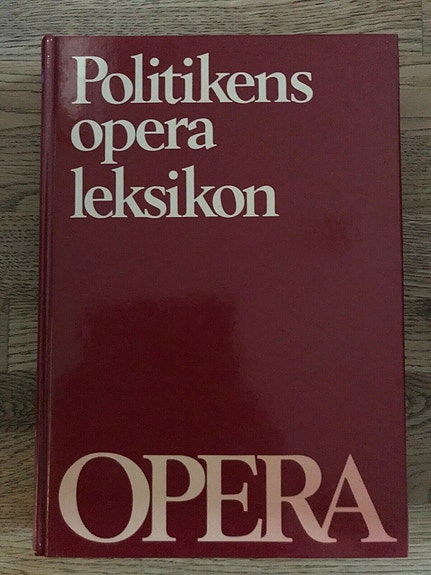 Politikens
opera
leksikon
OPERA